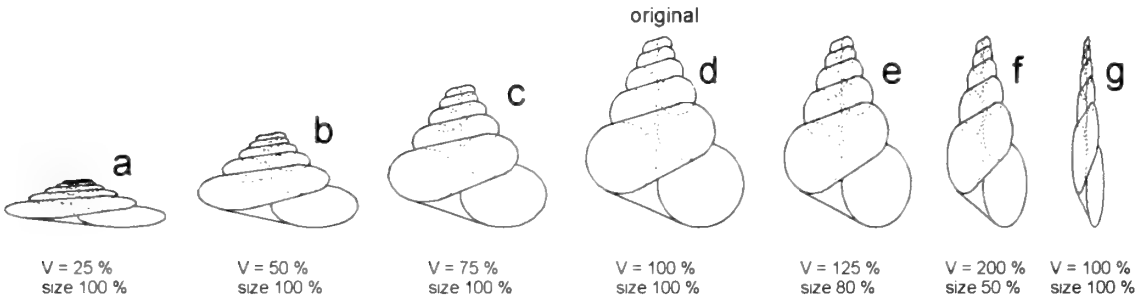 original
a
b
c
d
e
f
g
V = 25 %
size 100 %
V = 50 %
size 100 %
V = 75 %
size 100 %
V = 100 %
size 100 %
V = 125 %
size 80 %
V = 200 %
size 50 %
V = 100 %
size 100 %